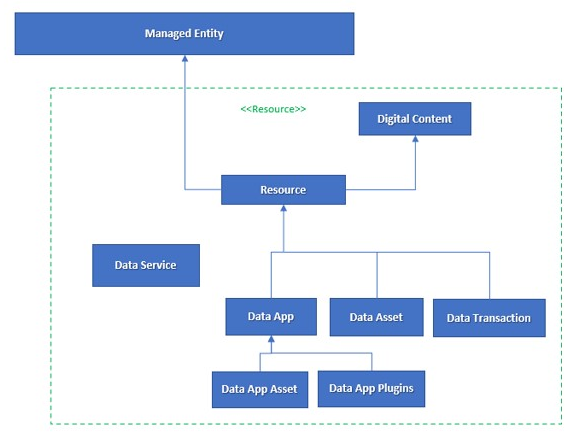 Managed Entity
<<Resource>>
Digital Content
Resource
Data Service
Data App
Data Asset
Data Transaction
Data App Asset
Data App Plugins